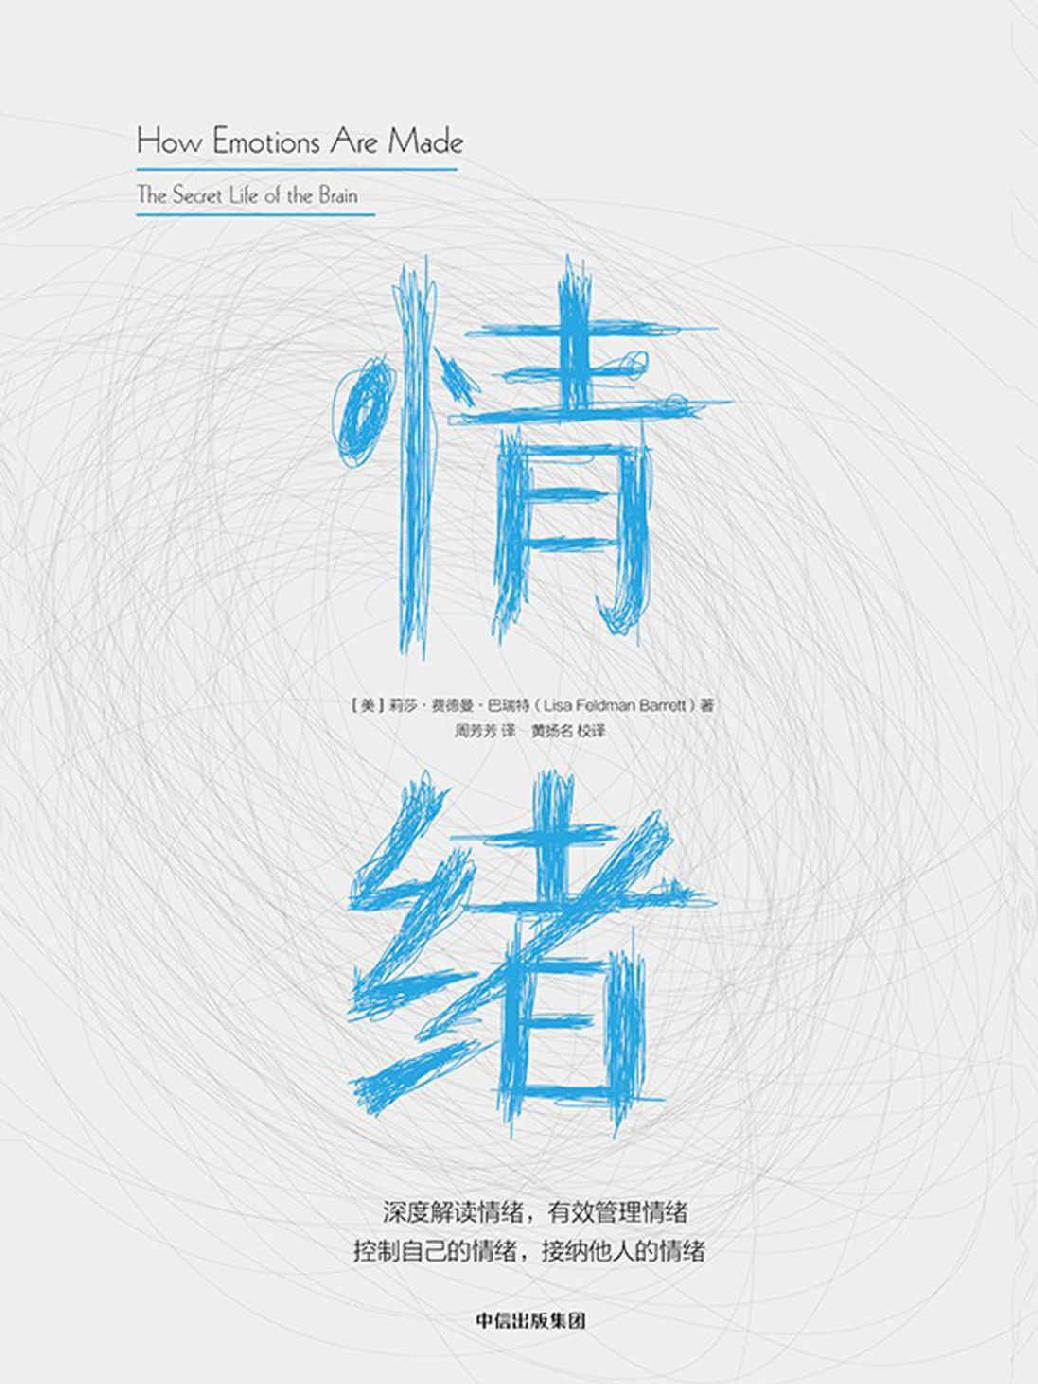 How Emotions Are Made
The Secret Life of the Brain
情
[美] 莉莎·费德曼·巴瑞特（Lisa Feldman Barrett）著
周芳芳 译 黄扬名 校译
绪
深度解读情绪，有效管理情绪
控制自己的情绪，接纳他人的情绪
中信出版集团